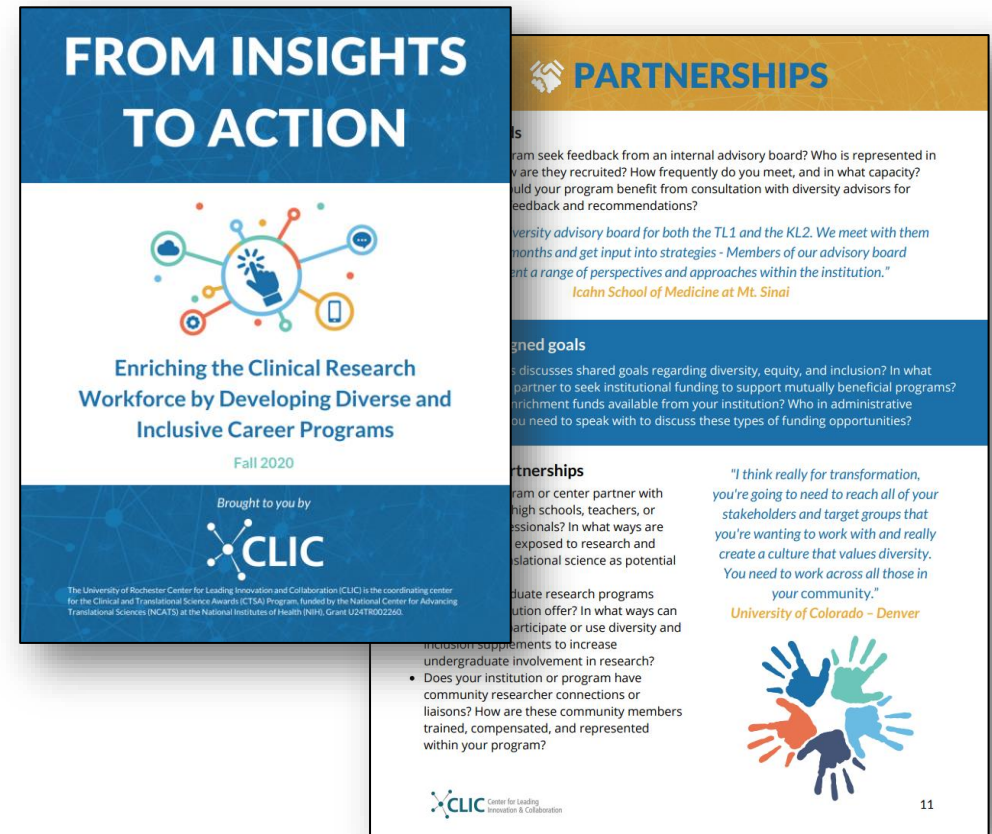 FROM INSIGHTS
TO ACTION
Enriching the Clinical Research
Workforce by Developing Diverse and
Inclusive Career Programs
Fall 2020
Brought to you by
CLIC
The University of Rochester Center for Leading Innovation and Collaboration (CLIC) is the coordinating center
for the Clinical and Translational Science Awards (CTSA) Program, funded by the National Center for Advancing
Translational Sciences (NCATS) at the National Institutes of Health (NIH), Grant U24TR002260.
PARTNERSHIPS
seek feedback from an internal advisory board? Who is represented in
are they recruited? How frequently do you meet, and in what capacity?
your program benefit from consultation with diversity advisors for
feedback and recommendations?
advisory board for both the TL1 and the KL2. We meet with them
months and get input into strategies - Members of our advisory board
a range of perspectives and approaches within the institution."
Icahn School of Medicine at Mt. Sinai
goals
discusses shared goals regarding diversity, equity, and inclusion? In what
partner to seek institutional funding to support mutually beneficial programs?
enrichment funds available from your institution? Who in administrative
you need to speak with to discuss these types of funding opportunities?
or center partner with
high schools, teachers, or
In what ways are
exposed to research and
science as potential
research programs
offer? In what ways can
participate or use diversity and
inclusion supplements to increase
undergraduate involvement in research?
• Does your institution or program have
community researcher connections or
liaisons? How are these community members
trained, compensated, and represented
within your program?
"I think really for transformation,
you're going to need to reach all of your
stakeholders and target groups that
you're wanting to work with and really
create a culture that values diversity.
You need to work across all those in
your community."
University of Colorado – Denver
CLIC Center for Leading
Innovation & Collaboration
11